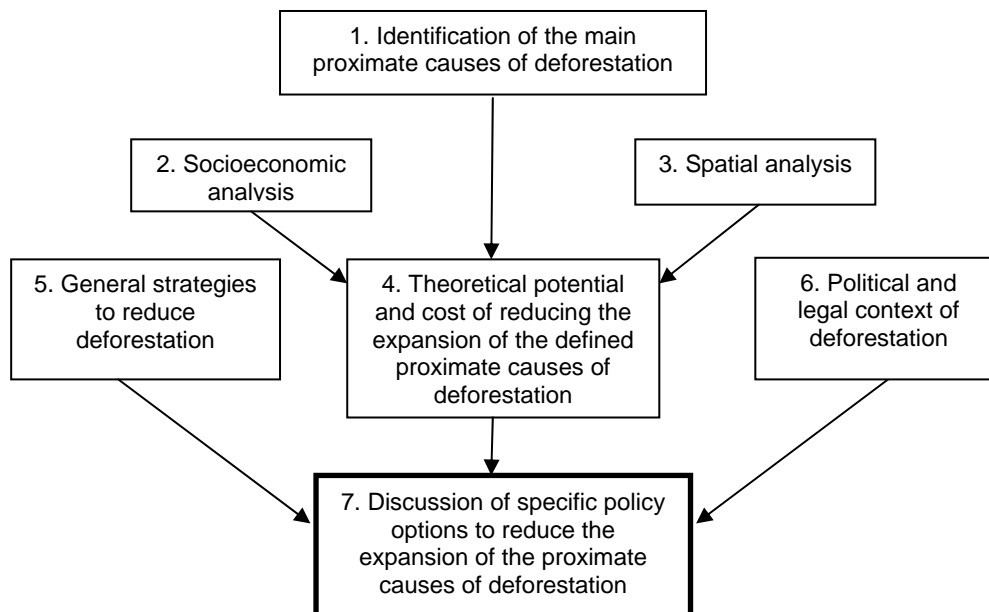 1. Identification of the main
proximate causes of deforestation
2. Socioeconomic
analysis
3. Spatial analysis
5. General strategies
to reduce
deforestation
4. Theoretical potential
and cost of reducing the
expansion of the defined
proximate causes of
deforestation
6. Political and
legal context of
deforestation
7. Discussion of specific policy
options to reduce the
expansion of the proximate
causes of deforestation